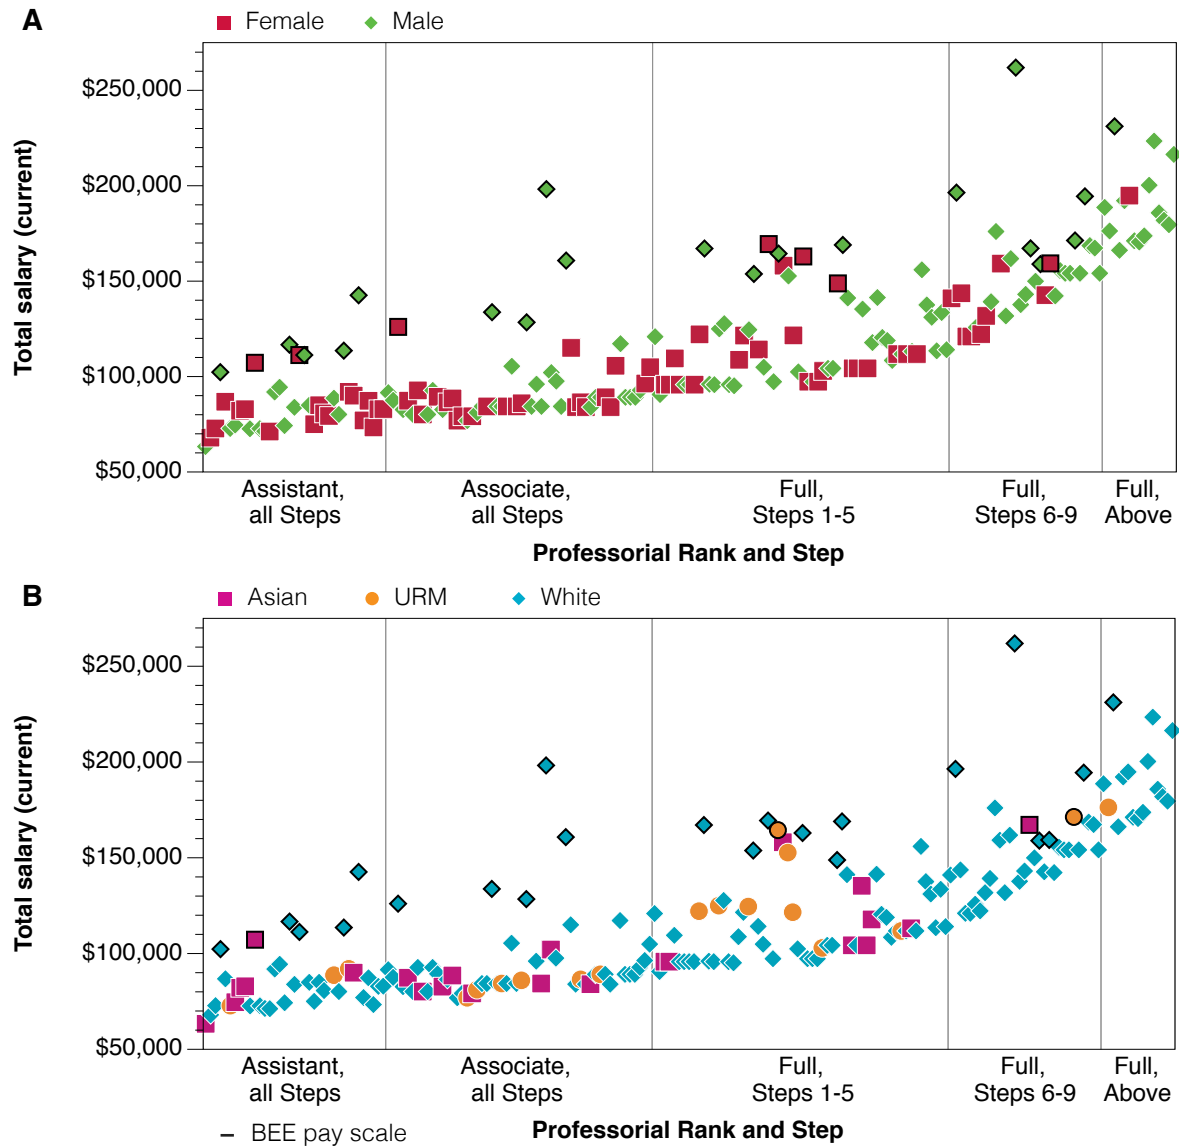 A
Female Male
$250,000
$200,000
$150,000
$100,000
$50,000
Total salary (current)
Assistant, all Steps
Associate, all Steps
Full, Steps 1-5
Full, Steps 6-9
Full, Above
Professorial Rank and Step
B
Asian URM White
$250,000
$200,000
$150,000
$100,000
$50,000
Total salary (current)
Assistant, all Steps
Associate, all Steps
Full, Steps 1-5
Full, Steps 6-9
Full, Above
BEE pay scale
Professorial Rank and Step